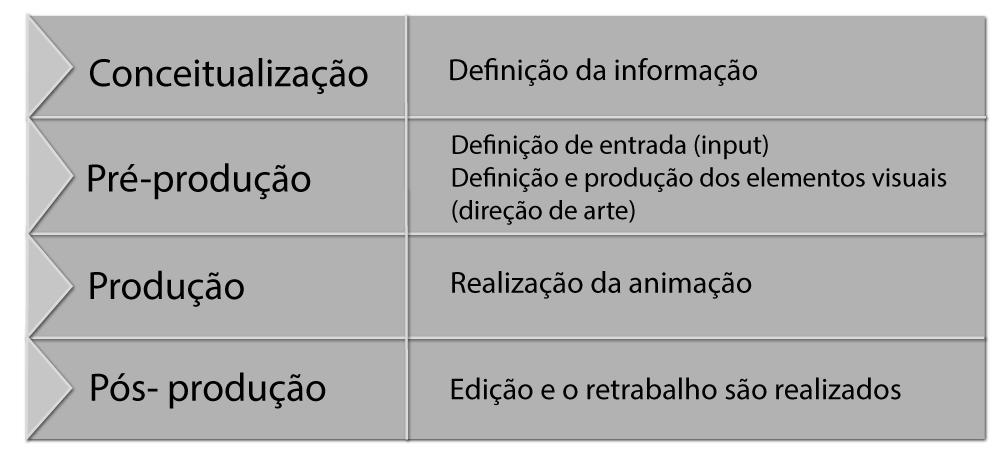 Conceitualização
Definição da informação
Pré-produção
Definição de entrada (input)
Definição e produção dos elementos visuais
(direção de arte)
Produção
Realização da animação
Pós- produção
Edição e o retrabalho são realizados